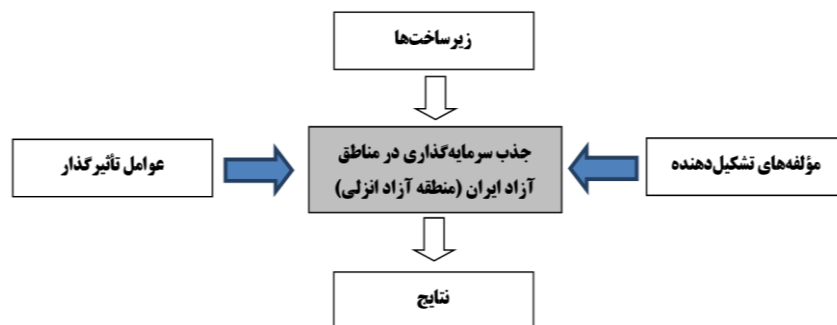 زیرساخت‌ها
مؤلفه‌های تشکیل‌دهنده
جذب سرمایه‌گذاری در مناطق
آزاد ایران (منطقه آزاد انزلی)
عوامل تأثیرگذار
نتایج